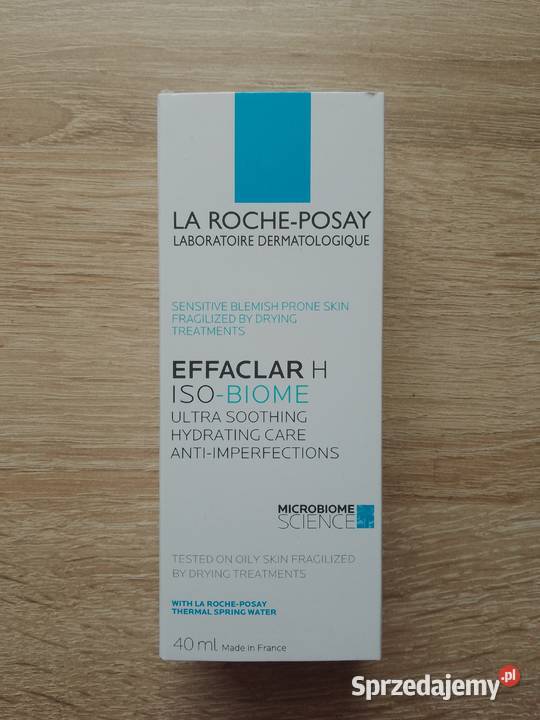 LA ROCHE-POSAY
LABORATOIRE DERMATOLOGIQUE
SENSITIVE BLEMISH PRONE SKIN
FRAGILIZED BY DRYING
TREATMENTS
EFFACLAR H
ISO-BIOME
ULTRA SOOTHING
HYDRATING CARE
ANTI-IMPERFECTIONS
MICROBIOME
SCIENCE
TESTED ON OILY SKIN FRAGILIZED
BY DRYING TREATMENTS
WITH LA ROCHE-POSAY
THERMAL SPRING WATER
40 ml Made in France
Sprzedajemy.pl